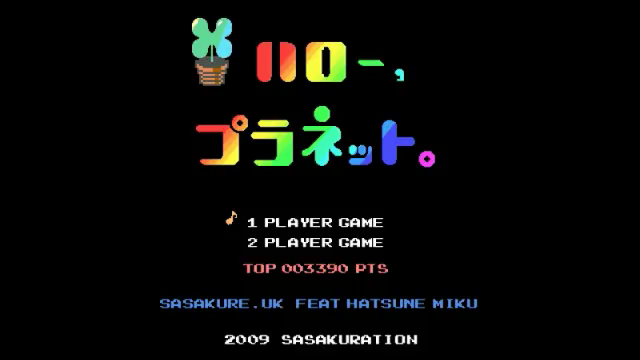 ハロー,
プラネット。
1 PLAYER GAME
2 PLAYER GAME
TOP 003390 PTS
SASAKURE.UK FEAT HATSUNE MIKU
2009 SASAKURATION